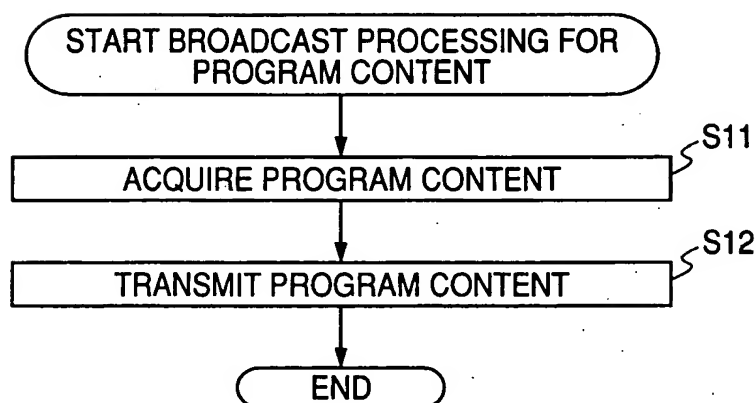 START BROADCAST PROCESSING FOR
PROGRAM CONTENT
S11
ACQUIRE PROGRAM CONTENT
S12
TRANSMIT PROGRAM CONTENT
END